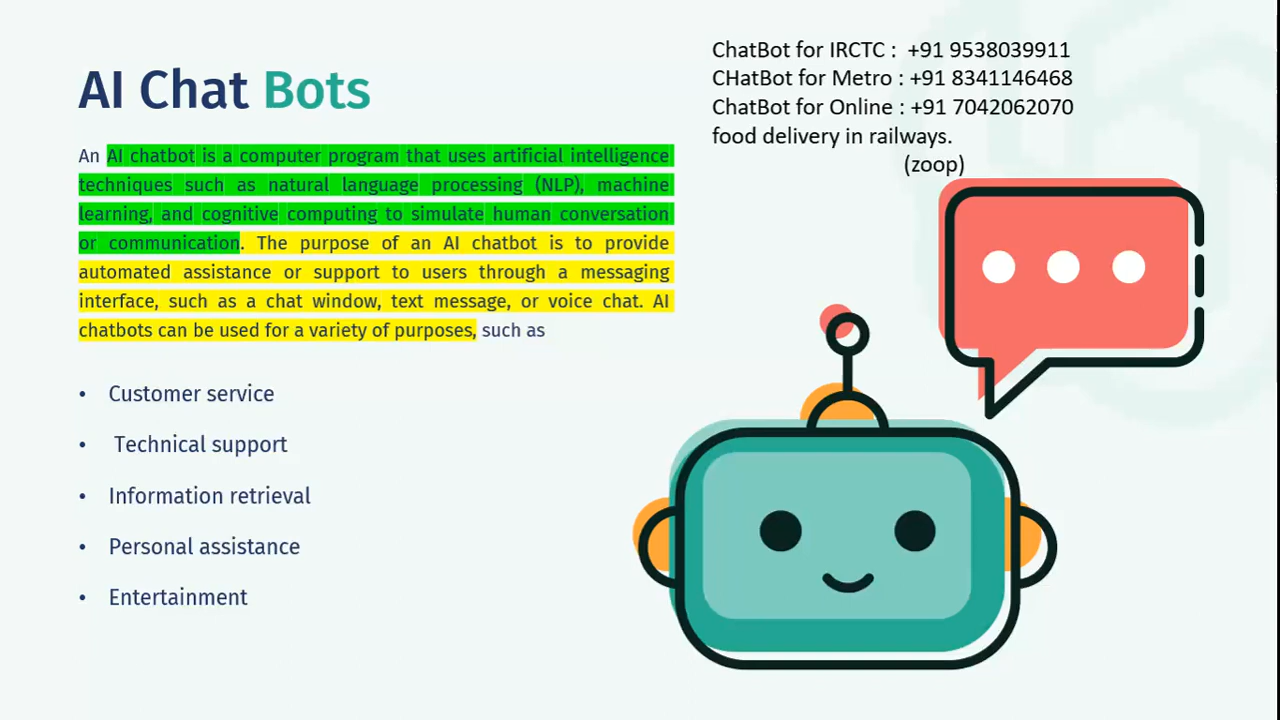 AI Chat Bots
An AI chatbot is a computer program that uses artificial intelligence
techniques such as natural language processing (NLP), machine
learning, and cognitive computing to simulate human conversation
or communication. The purpose of an AI chatbot is to provide
automated assistance or support to users through a messaging
interface, such as a chat window, text message, or voice chat. AI
chatbots can be used for a variety of purposes, such as
• Customer service
• Technical support
• Information retrieval
• Personal assistance
• Entertainment
ChatBot for IRCTC : +91 9538039911
CHatBot for Metro : +91 8341146468
ChatBot for Online : +91 7042062070
food delivery in railways.
(zoop)